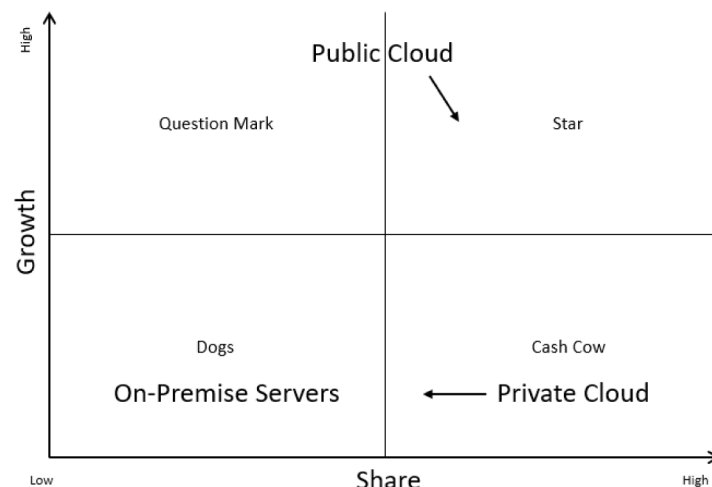 High
Public Cloud
Question Mark
Star
Growth
Dogs
Cash Cow
On-Premise Servers
Private Cloud
Low
Share
High